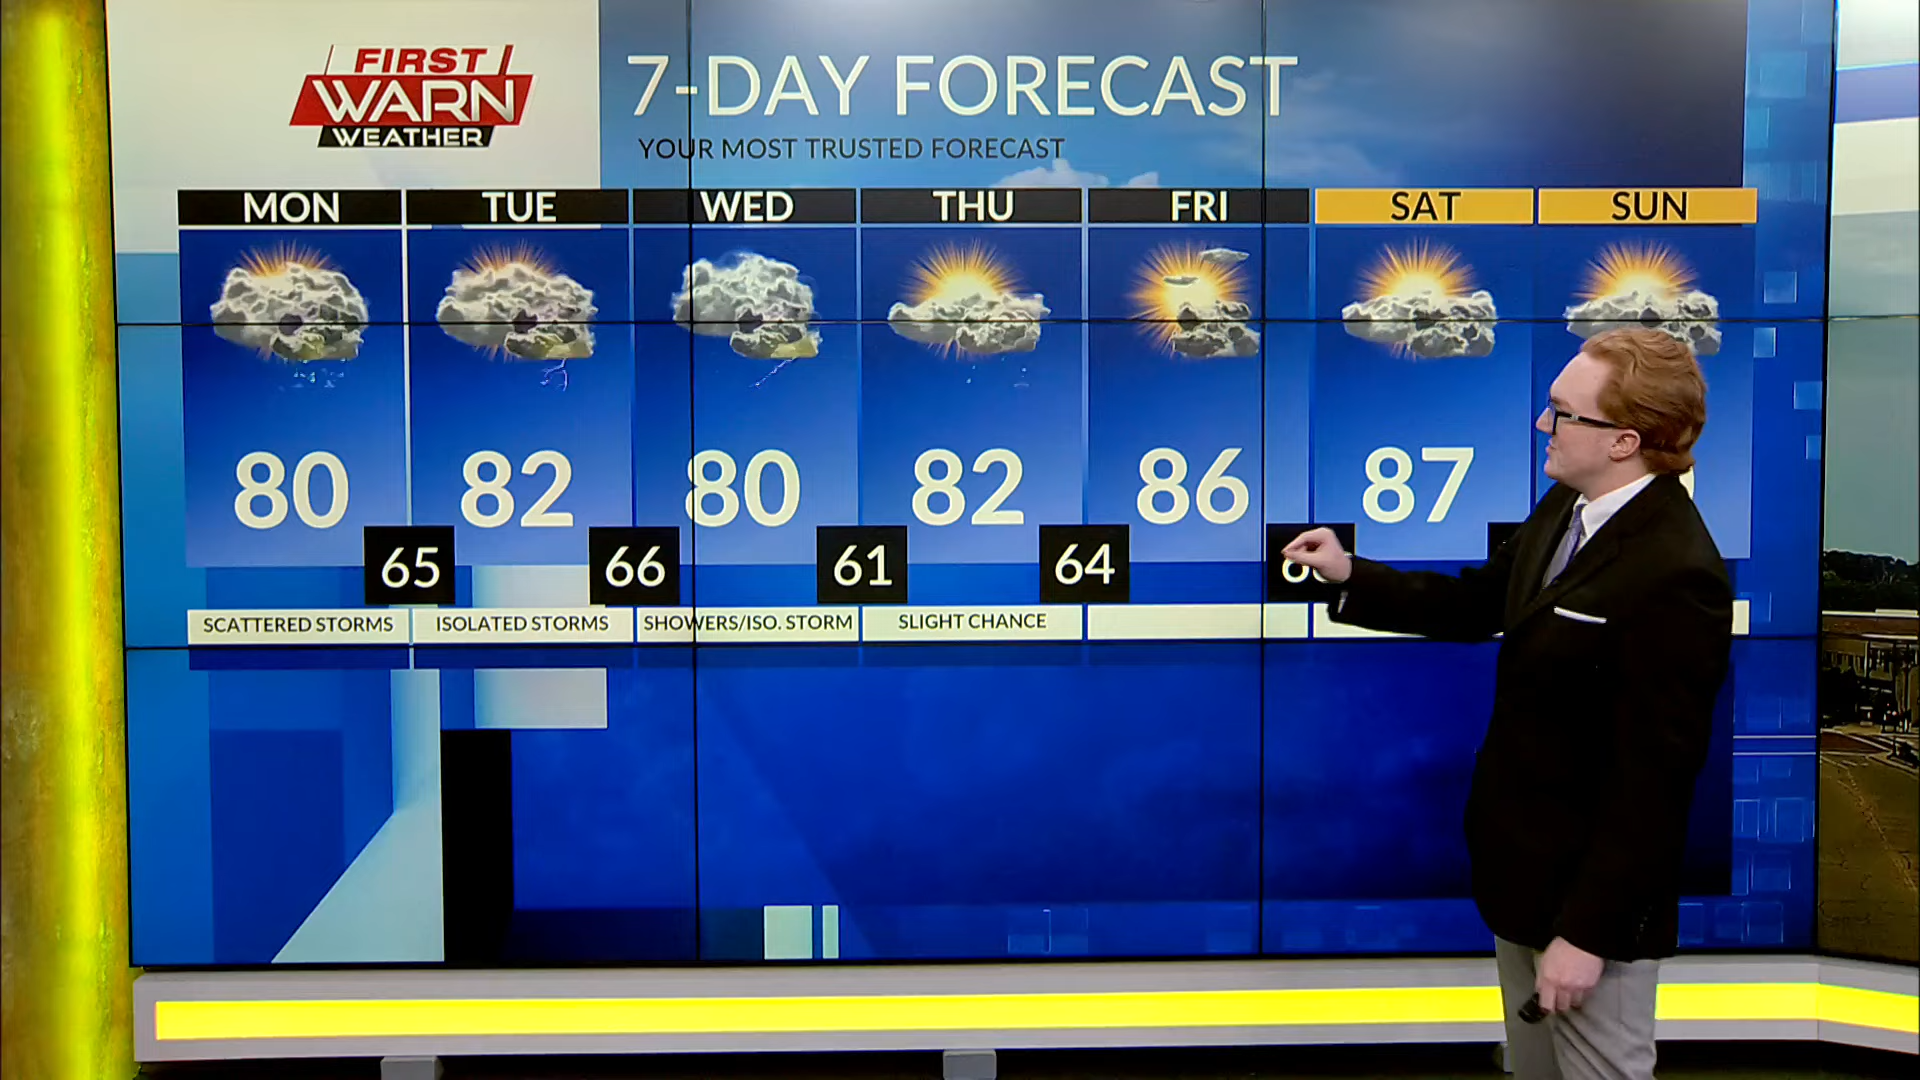 FIRST
WARN
WEATHER
7-DAY FORECAST
YOUR MOST TRUSTED FORECAST
MON TUE WED THU FRI SAT SUN
80 82 80 82 86 87
65 66 61 64
SCATTERED STORMS ISOLATED STORMS SHOWERS/ISO. STORM SLIGHT CHANCE